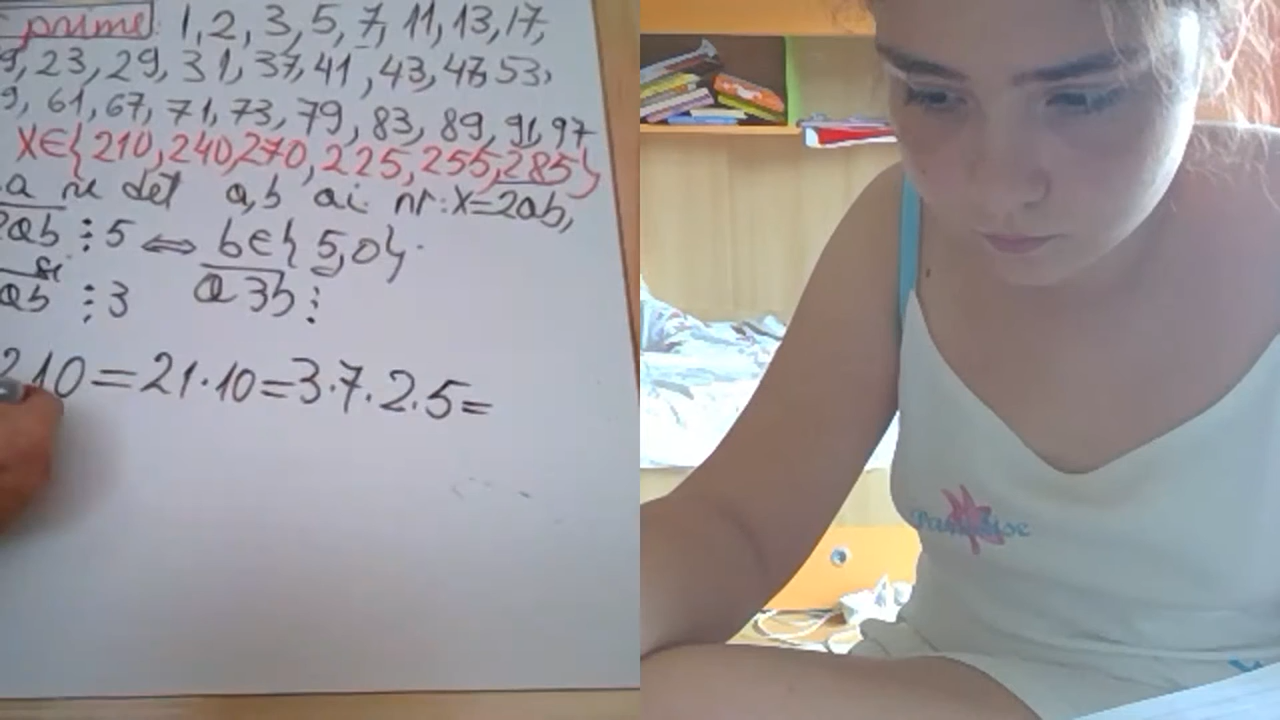 prime: 1, 2, 3, 5, 7, 11, 13, 17,
9, 23, 29, 31, 37, 41, 43, 47, 53,
9, 61, 67, 71, 73, 79, 83, 89, 91, 97
X∈{210, 240, 270, 225, 255, 285}
a det a,b ai nr: X=2ab,
2ab ⋮ 5 ⇔ b∈{5,0}.
si
ab ⋮ 3 a3b ⋮
210=21·10=3·7·2·5=
Paradise